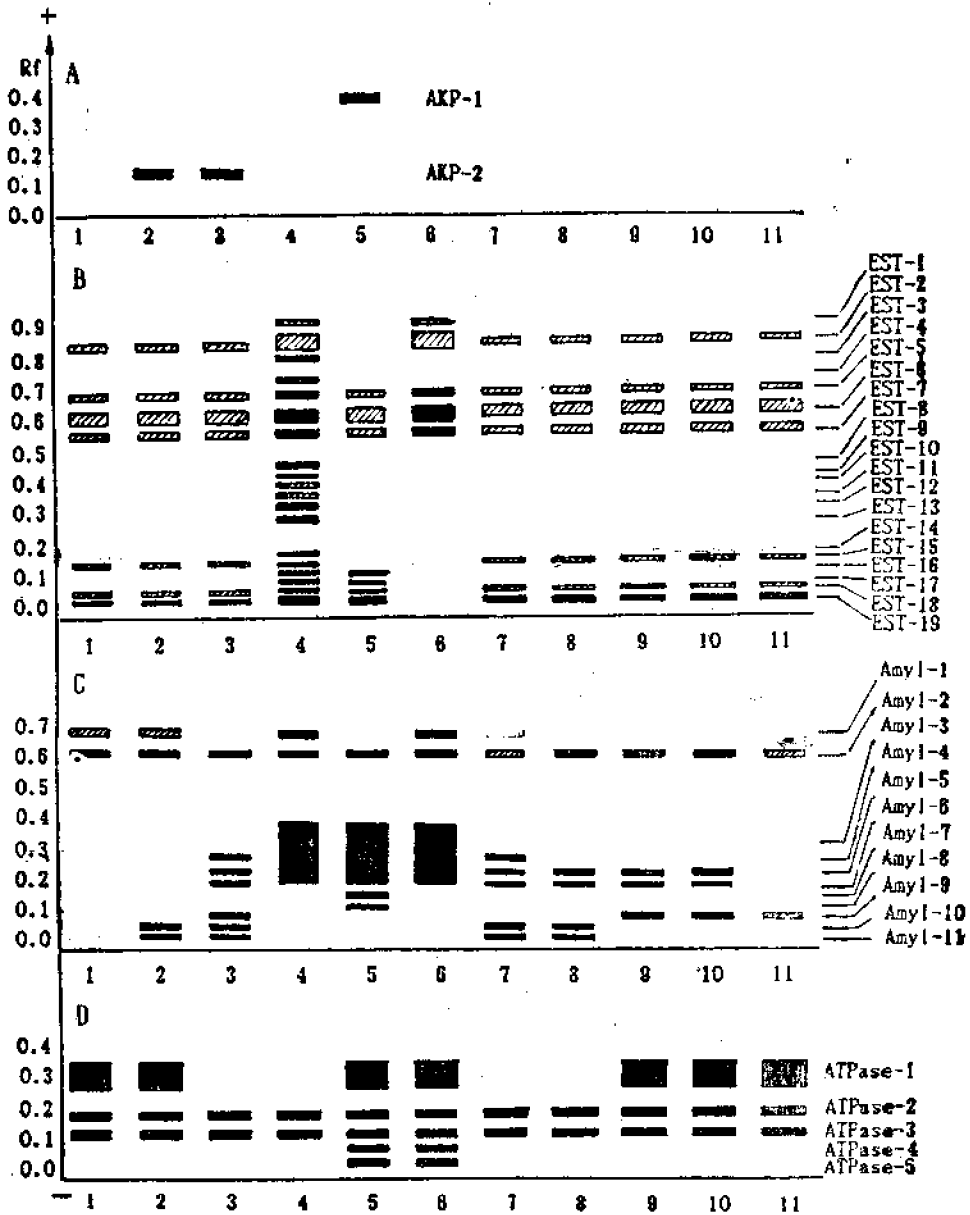 +
Rf
A
0.4
AKP-1
0.3
0.2
AKP-2
0.1
0.0
1 2 3 4 5 6 7 8 9 10 11
B
EST-1
EST-2
EST-3
EST-4
EST-5
EST-6
EST-7
EST-8
EST-9
EST-10
EST-11
EST-12
EST-13
EST-14
EST-15
EST-16
EST-17
EST-18
EST-19
0.9
0.8
0.7
0.6
0.5
0.4
0.3
0.2
0.1
0.0
1 2 3 4 5 6 7 8 9 10 11
C
Amyl-1
Amyl-2
Amyl-3
Amyl-4
Amyl-5
Amyl-6
Amyl-7
Amyl-8
Amyl-9
Amyl-10
Amyl-11
0.7
0.6
0.5
0.4
0.3
0.2
0.1
0.0
1 2 3 4 5 6 7 8 9 10 11
D
0.4
0.3
ATPase-1
0.2
ATPase-2
0.1
ATPase-3
ATPase-4
0.0
ATPase-5
−
1 2 3 4 5 6 7 8 9 10 11